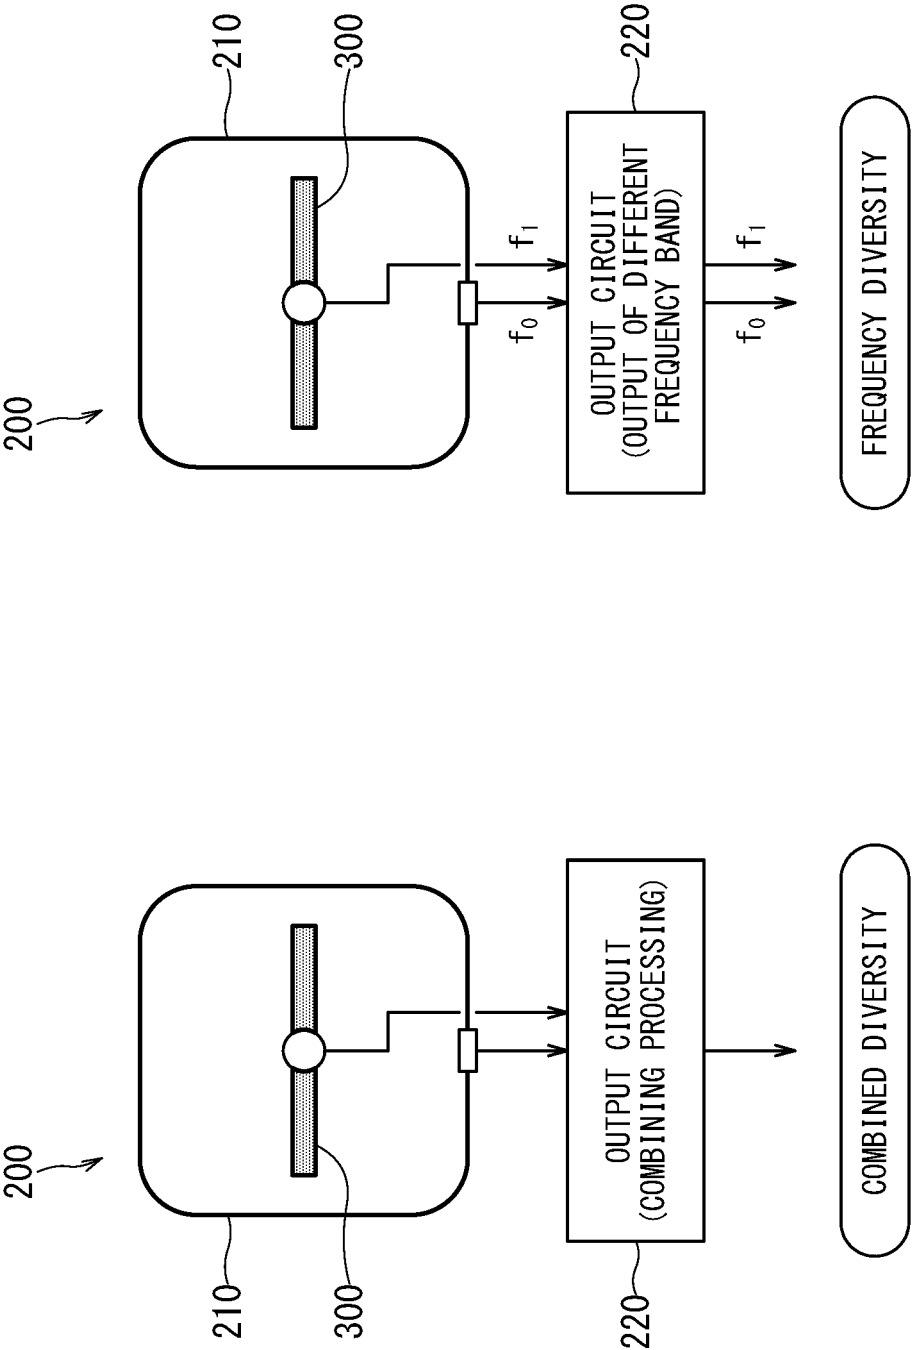 200
210
300
OUTPUT CIRCUIT
(COMBINING PROCESSING)
220
COMBINED DIVERSITY
200
210
300
f₀ f₁
OUTPUT CIRCUIT
(OUTPUT OF DIFFERENT
FREQUENCY BAND)
220
f₀ f₁
FREQUENCY DIVERSITY